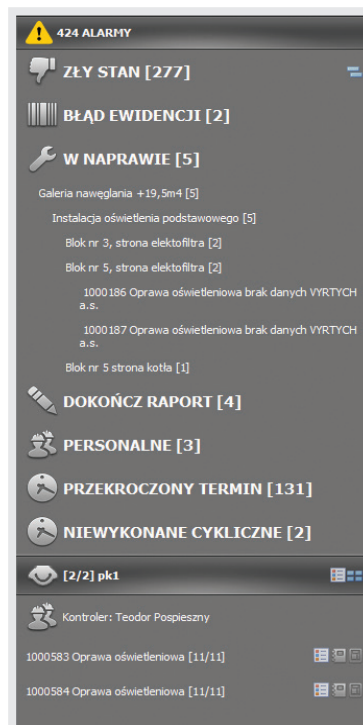 424 ALARMY
ZŁY STAN [277]
BŁĄD EWIDENCJI [2]
W NAPRAWIE [5]
Galeria nawęglania +19,5m4 [5]
Instalacja oświetlenia podstawowego [5]
Blok nr 3, strona elektofiltra [2]
Blok nr 5, strona elektofiltra [2]
1000186 Oprawa oświetleniowa brak danych VYRTYCH
a.s.
1000187 Oprawa oświetleniowa brak danych VYRTYCH
a.s.
Blok nr 5 strona kotła [1]
DOKOŃCZ RAPORT [4]
PERSONALNE [3]
PRZEKROCZONY TERMIN [131]
NIEWYKONANE CYKLICZNE [2]
[2/2] pk1
Kontroler: Teodor Pospieszny
1000583 Oprawa oświetleniowa [11/11]
1000584 Oprawa oświetleniowa [11/11]